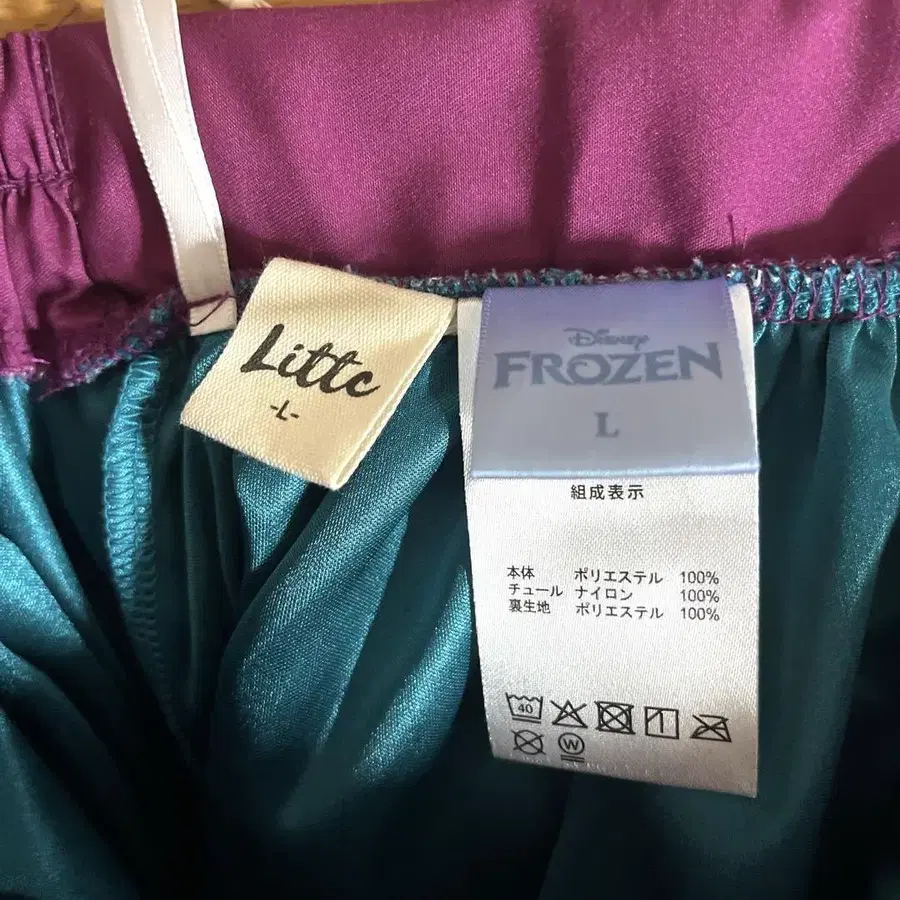 Littc
-L-
Disney
FROZEN
L
組成表示
本体 ポリエステル 100%
チュール ナイロン 100%
裏生地 ポリエステル 100%
40
W